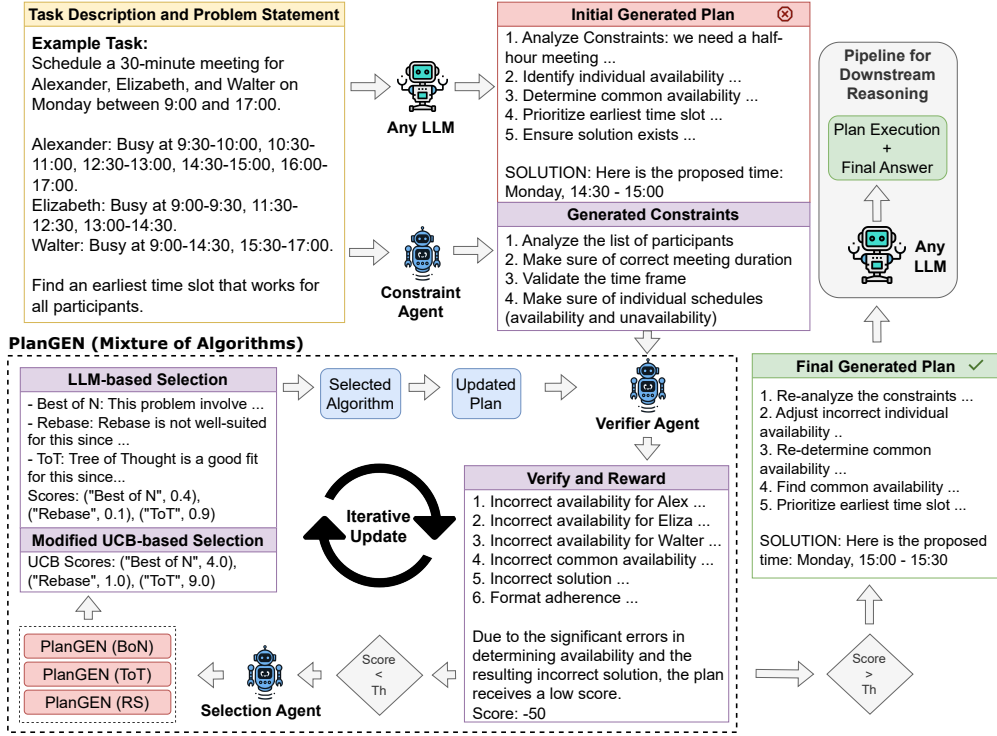 Task Description and Problem Statement
Example Task:
Schedule a 30-minute meeting for
Alexander, Elizabeth, and Walter on
Monday between 9:00 and 17:00.
Alexander: Busy at 9:30-10:00, 10:30-
11:00, 12:30-13:00, 14:30-15:00, 16:00-
17:00.
Elizabeth: Busy at 9:00-9:30, 11:30-
12:30, 13:00-14:30.
Walter: Busy at 9:00-14:30, 15:30-17:00.
Find an earliest time slot that works for
all participants.
Any LLM
Constraint
Agent
Initial Generated Plan
1. Analyze Constraints: we need a half-
hour meeting ...
2. Identify individual availability ...
3. Determine common availability ...
4. Prioritize earliest time slot ...
5. Ensure solution exists ...
SOLUTION: Here is the proposed time:
Monday, 14:30 - 15:00
Generated Constraints
1. Analyze the list of participants
2. Make sure of correct meeting duration
3. Validate the time frame
4. Make sure of individual schedules
(availability and unavailability)
Pipeline for
Downstream
Reasoning
Plan Execution
+
Final Answer
Any
LLM
PlanGEN (Mixture of Algorithms)
LLM-based Selection
- Best of N: This problem involve ...
- Rebase: Rebase is not well-suited
for this since ...
- ToT: Tree of Thought is a good fit
for this since...
Scores: ("Best of N", 0.4),
("Rebase", 0.1), ("ToT", 0.9)
Modified UCB-based Selection
UCB Scores: ("Best of N", 4.0),
("Rebase", 1.0), ("ToT", 9.0)
Selected
Algorithm
Updated
Plan
Verifier Agent
Iterative
Update
Verify and Reward
1. Incorrect availability for Alex ...
2. Incorrect availability for Eliza ...
3. Incorrect availability for Walter ...
4. Incorrect common availability ...
5. Incorrect solution ...
6. Format adherence ...
Due to the significant errors in
determining availability and the
resulting incorrect solution, the plan
receives a low score.
Score: -50
PlanGEN (BoN)
PlanGEN (ToT)
PlanGEN (RS)
Selection Agent
Score
<
Th
Score
>
Th
Final Generated Plan
1. Re-analyze the constraints ...
2. Adjust incorrect individual
availability ..
3. Re-determine common
availability ...
4. Find common availability ...
5. Prioritize earliest time slot ...
SOLUTION: Here is the proposed
time: Monday, 15:00 - 15:30